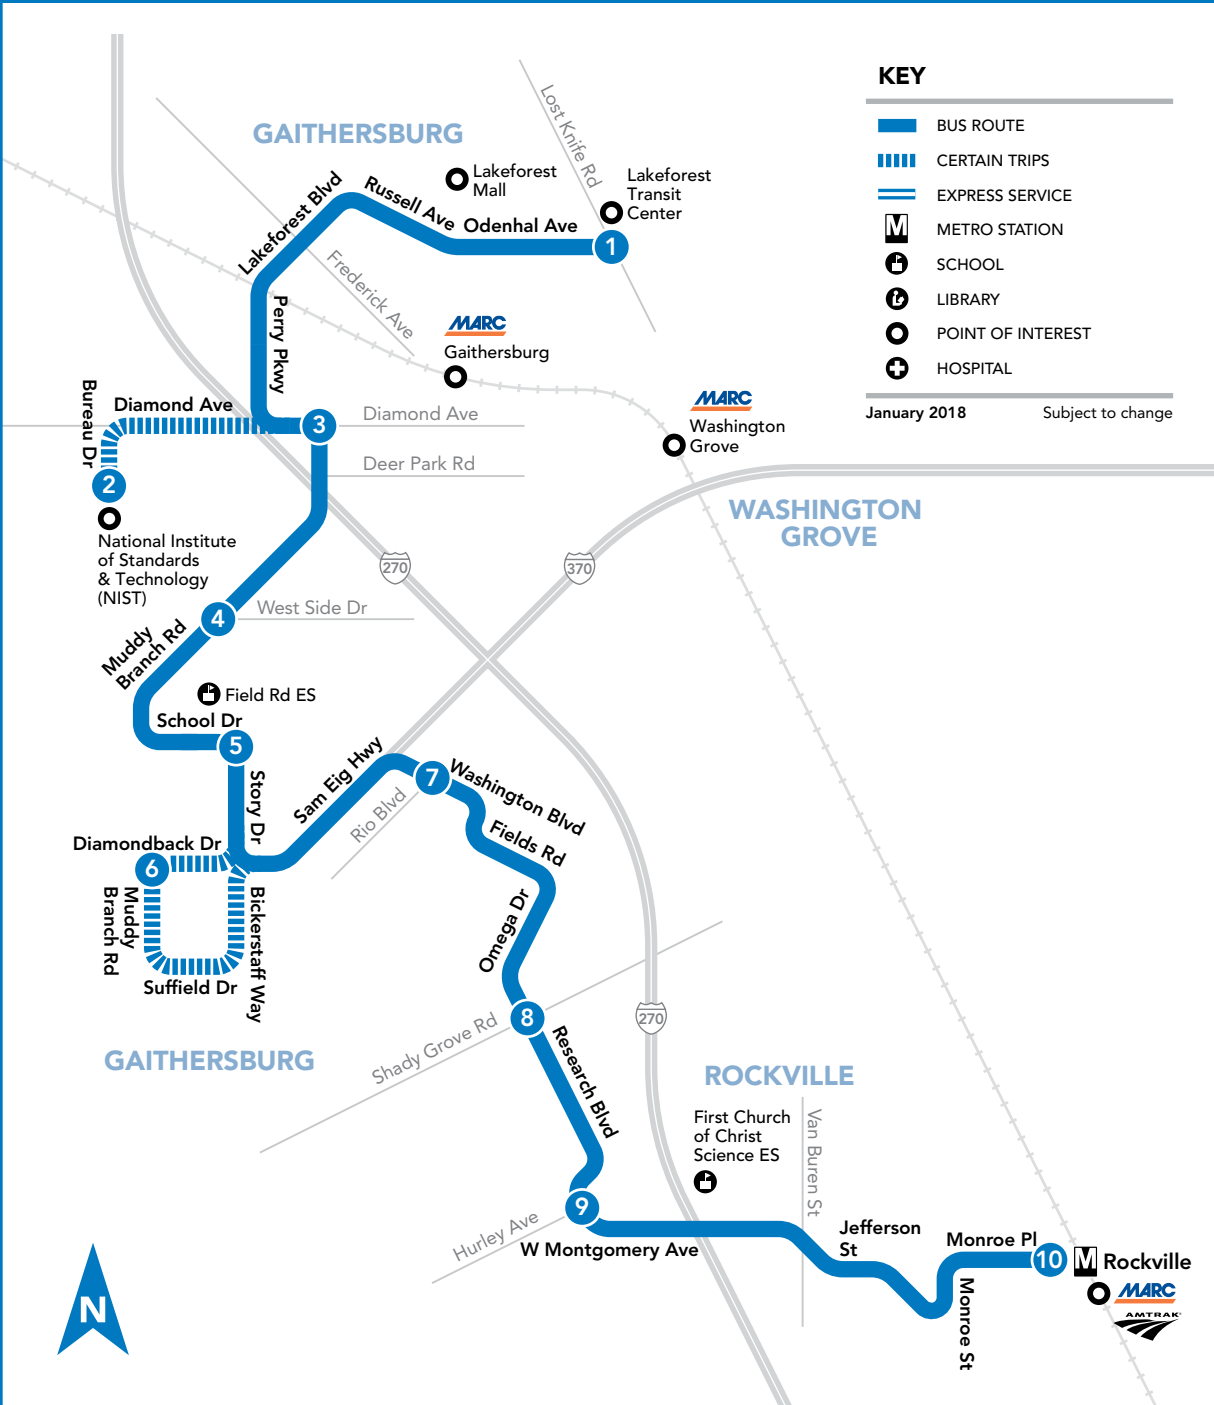 KEY
BUS ROUTE
CERTAIN TRIPS
EXPRESS SERVICE
M
METRO STATION
SCHOOL
LIBRARY
POINT OF INTEREST
HOSPITAL
January 2018
Subject to change
GAITHERSBURG
Lost Knife Rd
Lakeforest
Mall
Lakeforest
Transit
Center
Lakeforest Blvd
Russell Ave
Odenhal Ave
1
Frederick Ave
Perry Pkwy
MARC
Gaithersburg
MARC
Washington
Grove
Bureau Dr
Diamond Ave
3
Diamond Ave
Deer Park Rd
2
National Institute
of Standards
& Technology
(NIST)
WASHINGTON
GROVE
270
370
4
West Side Dr
Muddy
Branch Rd
Field Rd ES
School Dr
5
Story Dr
Sam Eig Hwy
7
Washington Blvd
Rio Blvd
Fields Rd
Diamondback Dr
6
Muddy
Branch Rd
Bickerstaff Way
Suffield Dr
Omega Dr
8
Shady Grove Rd
270
Research Blvd
GAITHERSBURG
ROCKVILLE
First Church
of Christ
Science ES
Van Buren St
9
Hurley Ave
W Montgomery Ave
Jefferson
St
Monroe Pl
10
M
Rockville
MARC
AMTRAK
Monroe St
N